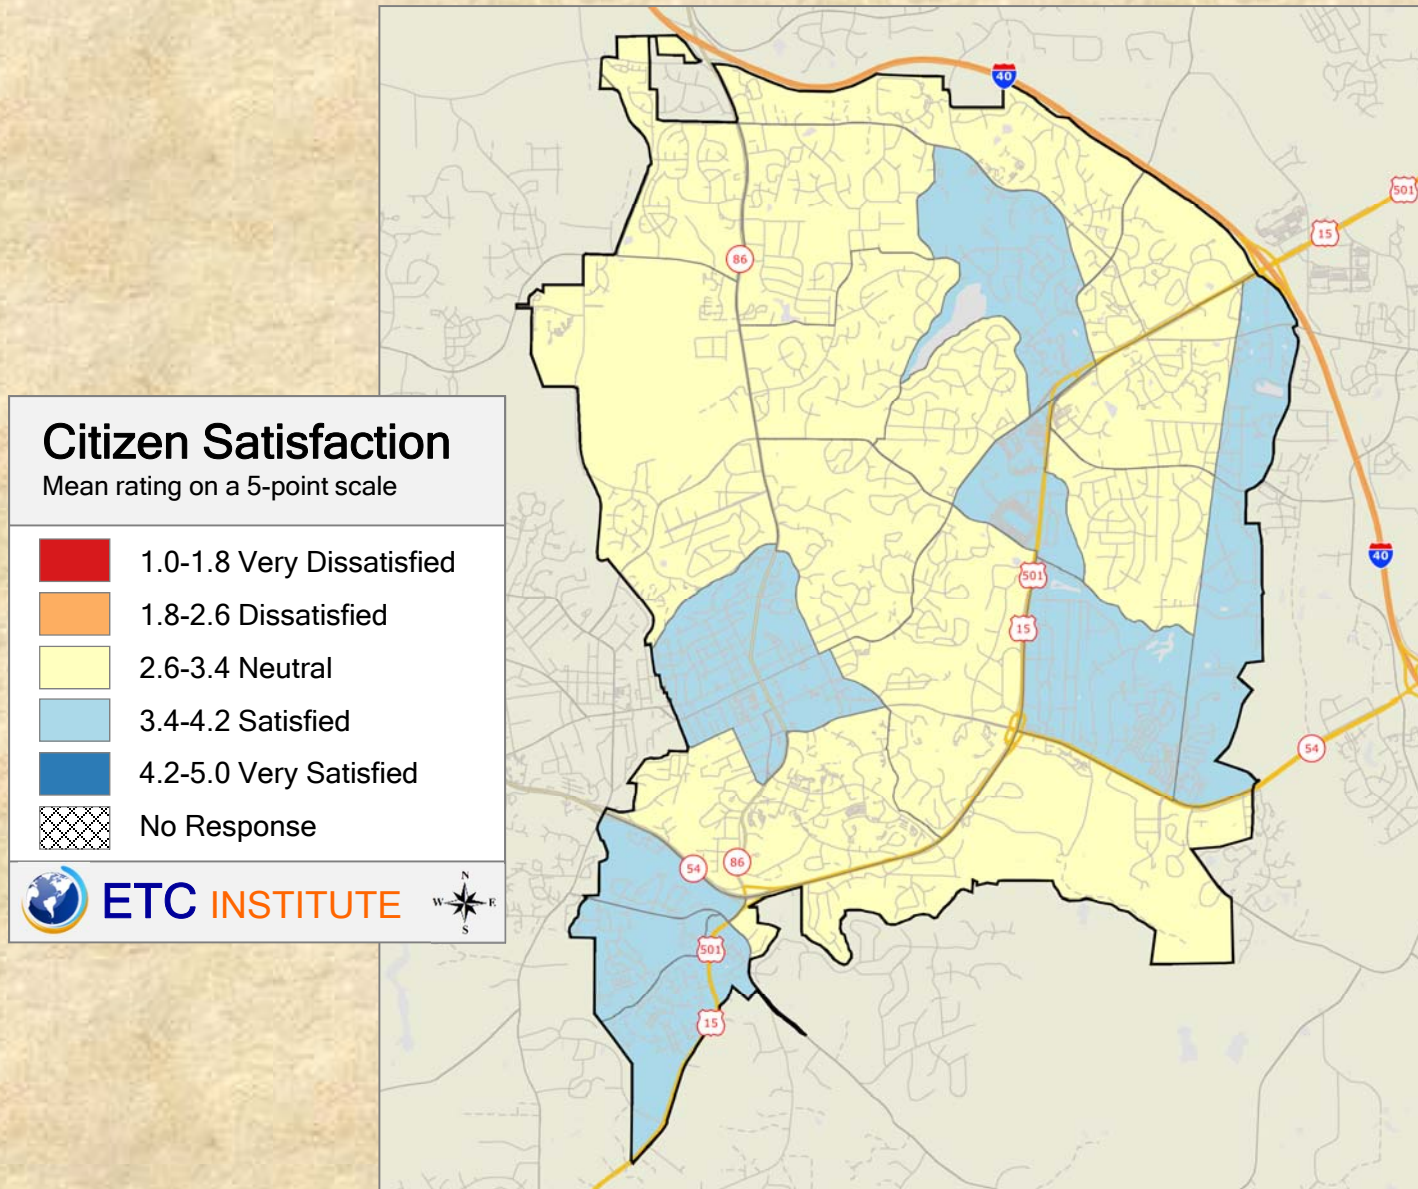 40
501
15
86
Citizen Satisfaction
Mean rating on a 5-point scale
1.0-1.8 Very Dissatisfied
1.8-2.6 Dissatisfied
2.6-3.4 Neutral
3.4-4.2 Satisfied
4.2-5.0 Very Satisfied
No Response
ETC INSTITUTE
N
W E
S
40
501
15
54
54
86
501
15